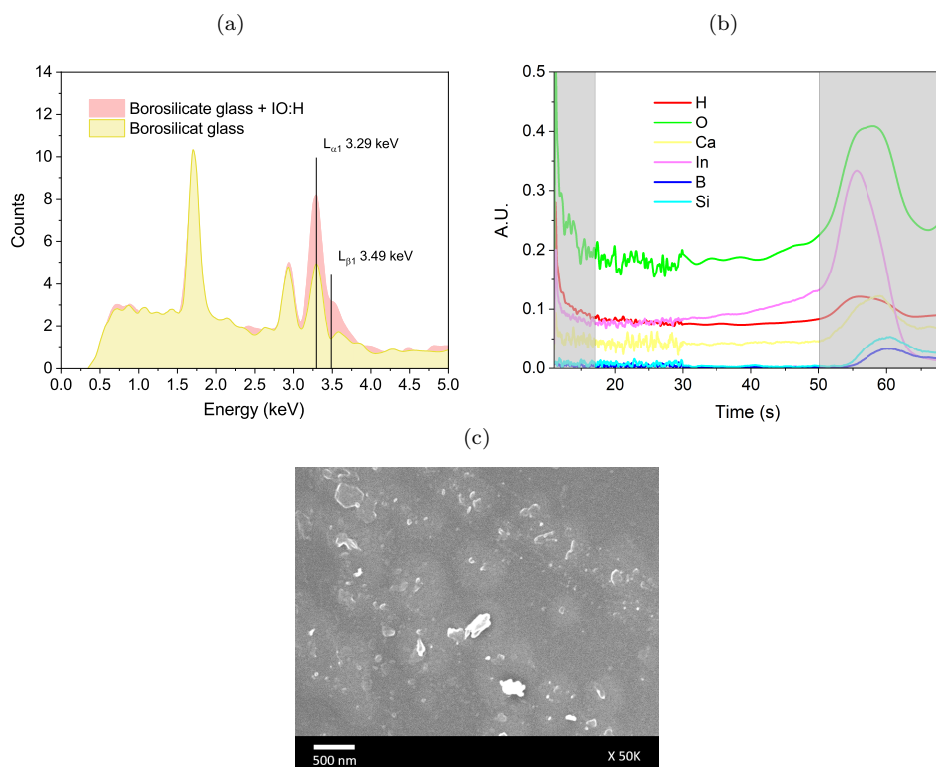 (a)
14
12
10
8
6
4
2
0
Counts
Borosilicate glass + IO:H
Borosilicat glass
Lα1 3.29 keV
Lβ1 3.49 keV
0.0 0.5 1.0 1.5 2.0 2.5 3.0 3.5 4.0 4.5 5.0
Energy (keV)
(b)
0.5
0.4
0.3
0.2
0.1
0.0
A.U.
H
O
Ca
In
B
Si
20 30 40 50 60
Time (s)
(c)
500 nm
X 50K